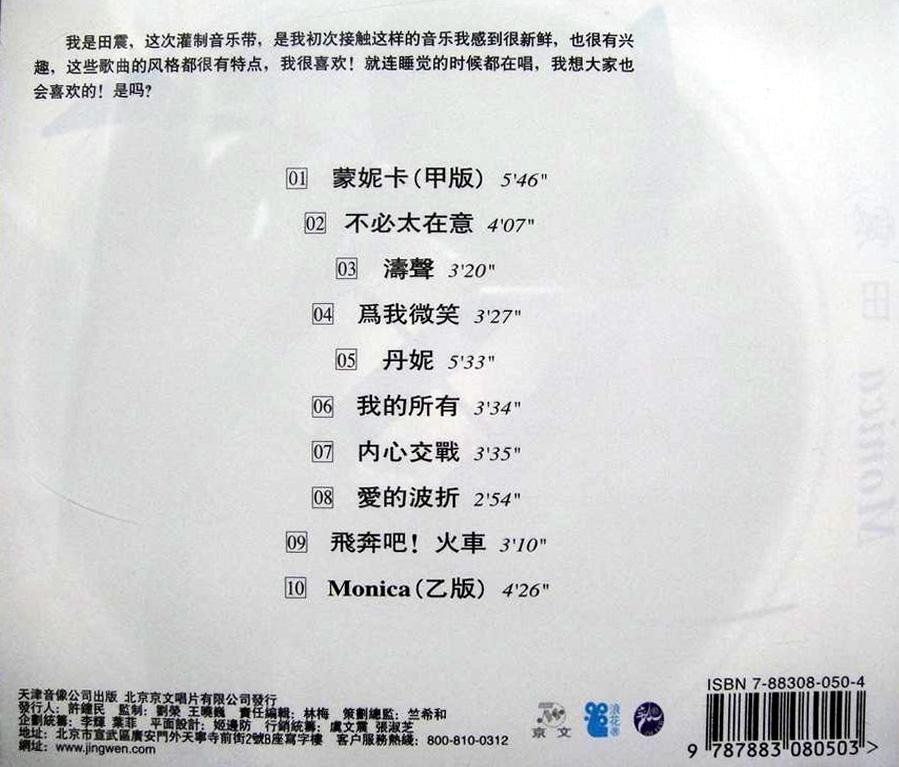 我是田震，这次灌制音乐带，是我初次接触这样的音乐我感到很新鲜，也很有兴
趣，这些歌曲的风格都很有特点，我很喜欢！就连睡觉的时候都在唱，我想大家也
会喜欢的！是吗？
01 蒙妮卡（甲版） 5'46"
02 不必太在意 4'07"
03 濤聲 3'20"
04 爲我微笑 3'27"
05 丹妮 5'33"
06 我的所有 3'34"
07 内心交戰 3'35"
08 愛的波折 2'54"
09 飛奔吧！火車 3'10"
10 Monica（乙版） 4'26"
天津音像公司出版 北京京文唱片有限公司發行
發行人：許鐘民 監制：劉榮 王曉巍 責任編輯：林梅 策劃總監：竺希和
企劃統籌：李輝 葉菲 平面設計：姬邊防 行銷統籌：盧文震 張淑芝
地址：北京市宣武區廣安門外天寧寺前街2號B座寫字樓 客户服務熱綫：800-810-0312
網址：www.jingwen.com
京文
浪花®
ISBN 7-88308-050-4
9 787883 080503 >
田震
Monica